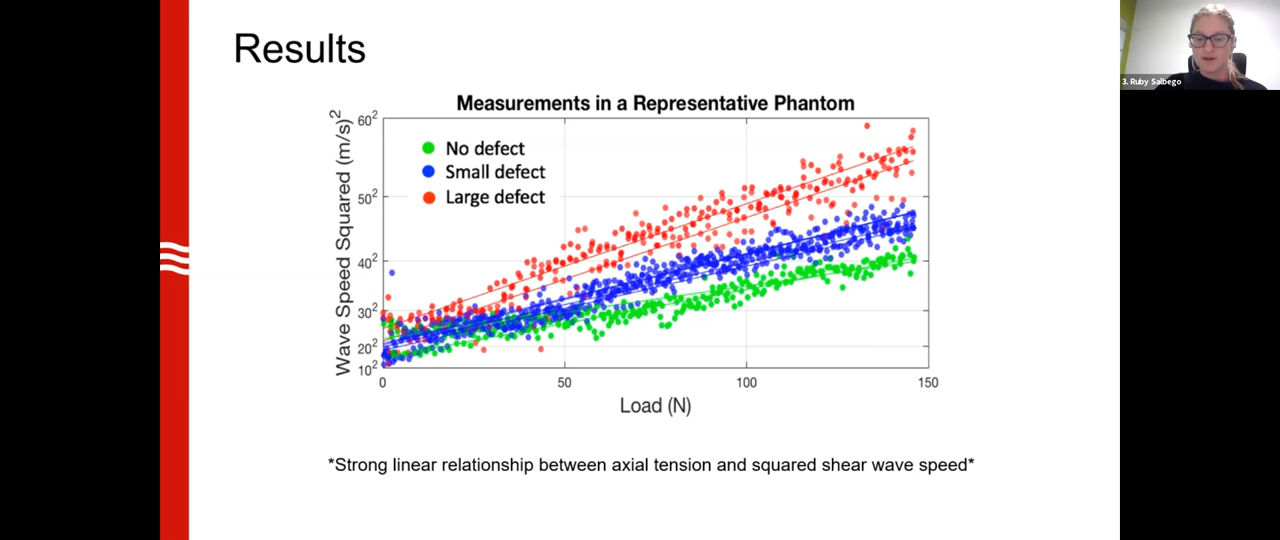 Results
3. Ruby Salbego
Measurements in a Representative Phantom
Wave Speed Squared (m/s)²
60²
50²
40²
30²
20²
10²
No defect
Small defect
Large defect
0 50 100 150
Load (N)
*Strong linear relationship between axial tension and squared shear wave speed*